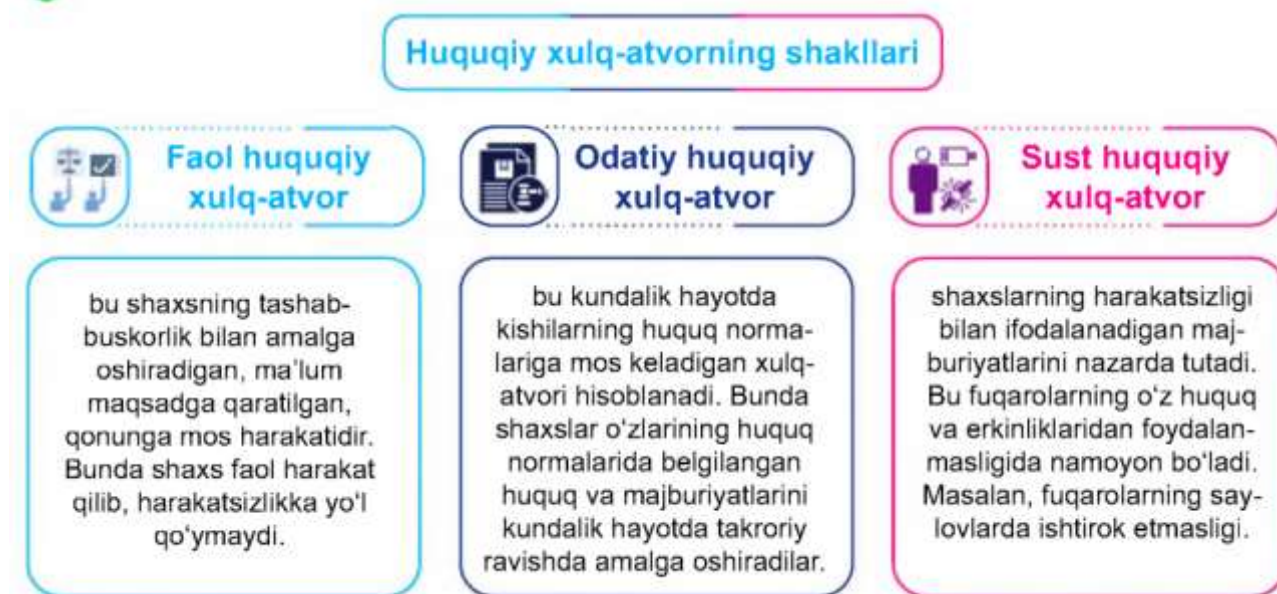 Huquqiy xulq-atvorning shakllari
Faol huquqiy
xulq-atvor
bu shaxsning tashab-
buskorlik bilan amalga
oshiradigan, ma’lum
maqsadga qaratilgan,
qonunga mos harakatidir.
Bunda shaxs faol harakat
qilib, harakatsizlikka yo‘l
qo‘ymaydi.
Odatiy huquqiy
xulq-atvor
bu kundalik hayotda
kishilarning huquq norma-
lariga mos keladigan xulq-
atvori hisoblanadi. Bunda
shaxslar o‘zlarining huquq
normalarida belgilangan
huquq va majburiyatlarini
kundalik hayotda takroriy
ravishda amalga oshiradilar.
Sust huquqiy
xulq-atvor
shaxslarning harakatsizligi
bilan ifodalanadigan maj-
buriyatlarini nazarda tutadi.
Bu fuqarolarning o‘z huquq
va erkinliklaridan foydalan-
masligida namoyon bo‘ladi.
Masalan, fuqarolarning say-
lovlarda ishtirok etmasligi.